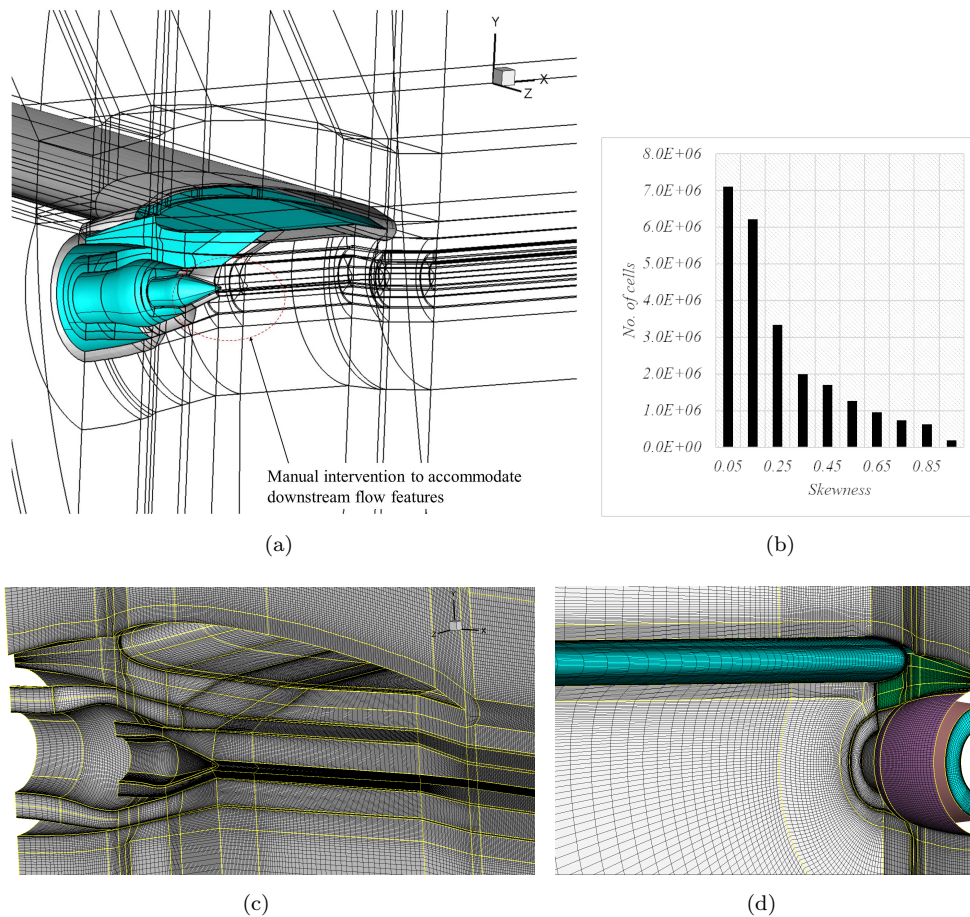 Y
X
Z
Manual intervention to accommodate
downstream flow features
(a)
8.0E+06
7.0E+06
6.0E+06
5.0E+06
4.0E+06
3.0E+06
2.0E+06
1.0E+06
0.0E+00
No. of cells
0.05 0.25 0.45 0.65 0.85
Skewness
(b)
Y
Z X
(c)
(d)